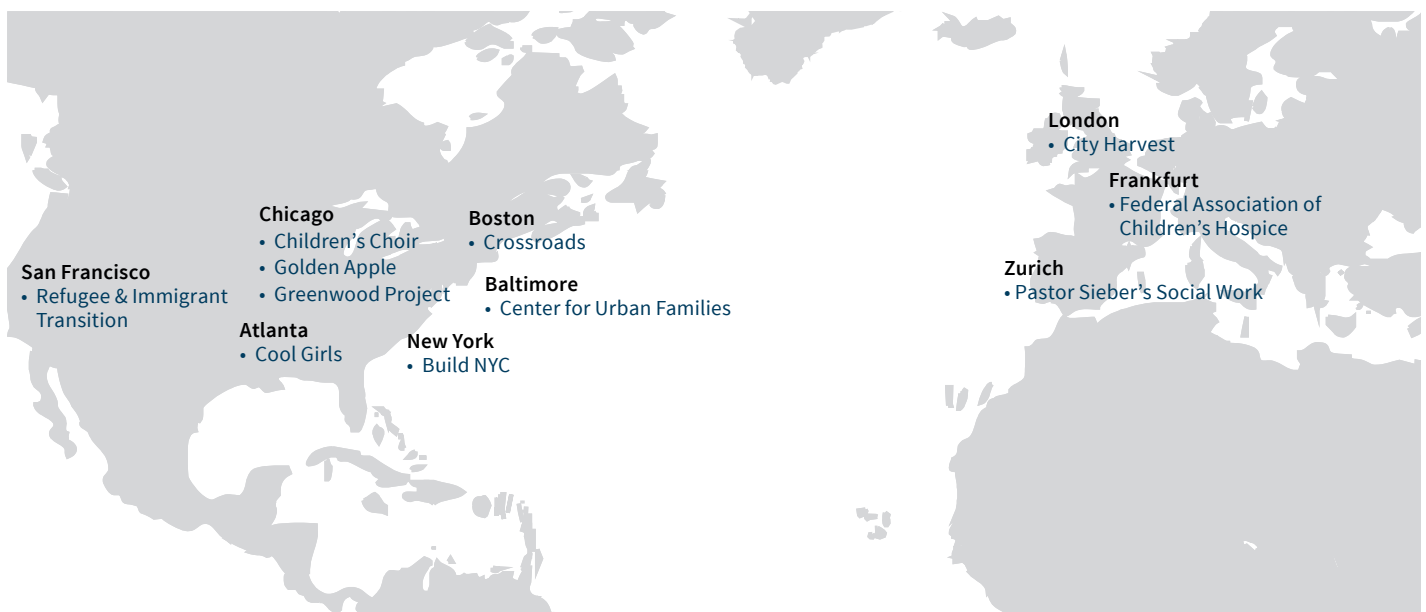 San Francisco
• Refugee & Immigrant
Transition
Chicago
• Children’s Choir
• Golden Apple
• Greenwood Project
Atlanta
• Cool Girls
Boston
• Crossroads
Baltimore
• Center for Urban Families
New York
• Build NYC
London
• City Harvest
Frankfurt
• Federal Association of
Children’s Hospice
Zurich
• Pastor Sieber’s Social Work